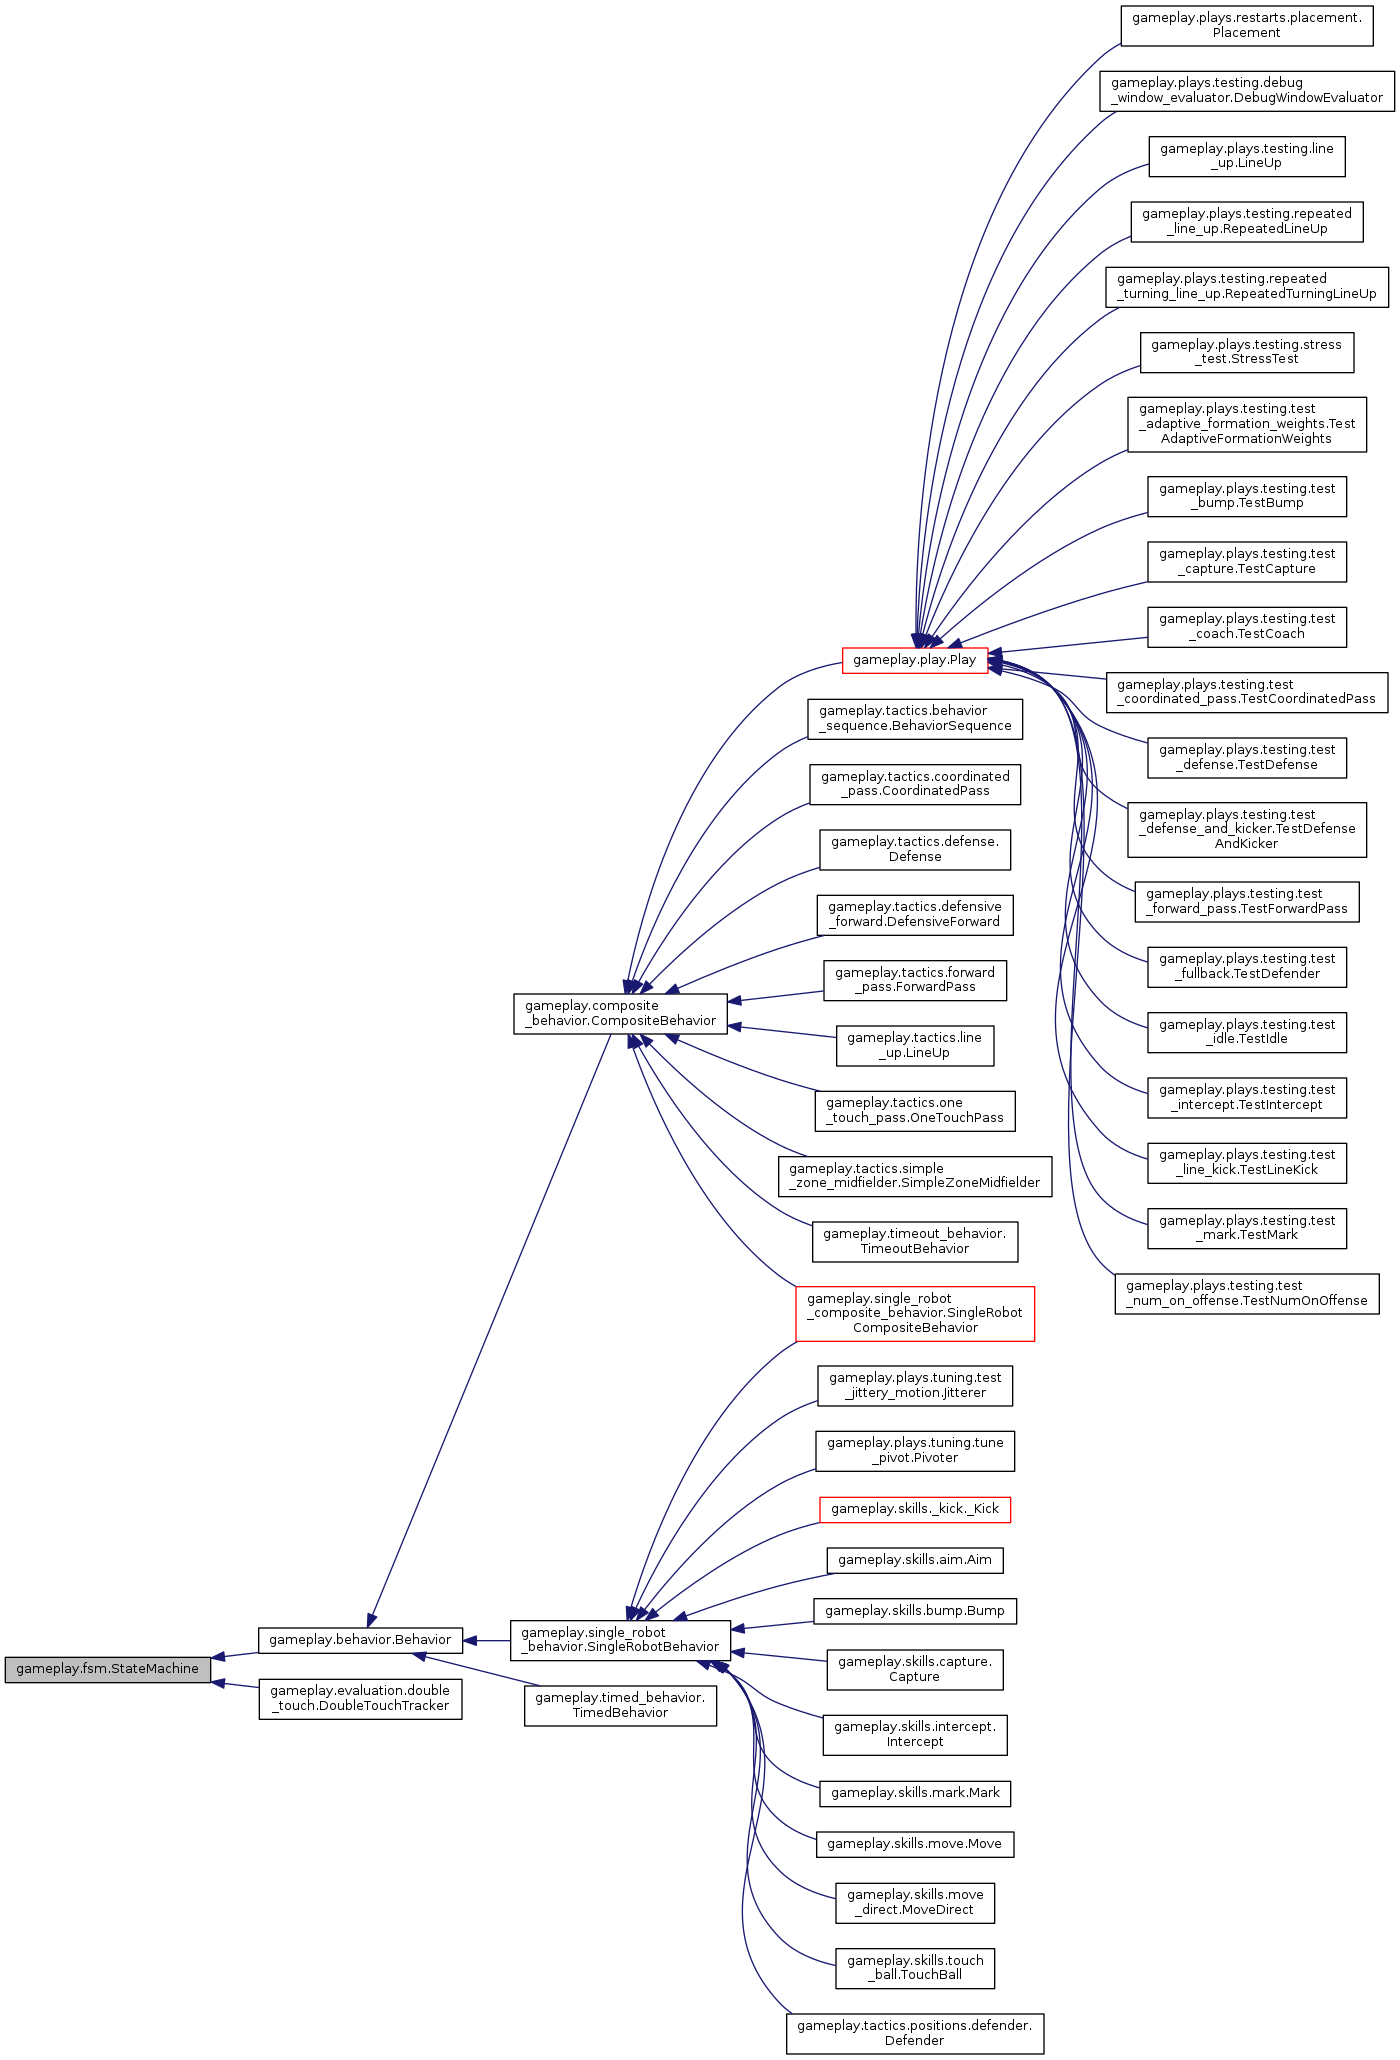 gameplay.fsm.StateMachine
gameplay.behavior.Behavior
gameplay.evaluation.double
_touch.DoubleTouchTracker
gameplay.composite
_behavior.CompositeBehavior
gameplay.single_robot
_behavior.SingleRobotBehavior
gameplay.timed_behavior.
TimedBehavior
gameplay.play.Play
gameplay.tactics.behavior
_sequence.BehaviorSequence
gameplay.tactics.coordinated
_pass.CoordinatedPass
gameplay.tactics.defense.
Defense
gameplay.tactics.defensive
_forward.DefensiveForward
gameplay.tactics.forward
_pass.ForwardPass
gameplay.tactics.line
_up.LineUp
gameplay.tactics.one
_touch_pass.OneTouchPass
gameplay.tactics.simple
_zone_midfielder.SimpleZoneMidfielder
gameplay.timeout_behavior.
TimeoutBehavior
gameplay.single_robot
_composite_behavior.SingleRobot
CompositeBehavior
gameplay.plays.tuning.test
_jittery_motion.Jitterer
gameplay.plays.tuning.tune
_pivot.Pivoter
gameplay.skills._kick._Kick
gameplay.skills.aim.Aim
gameplay.skills.bump.Bump
gameplay.skills.capture.
Capture
gameplay.skills.intercept.
Intercept
gameplay.skills.mark.Mark
gameplay.skills.move.Move
gameplay.skills.move
_direct.MoveDirect
gameplay.skills.touch
_ball.TouchBall
gameplay.tactics.positions.defender.
Defender
gameplay.plays.restarts.placement.
Placement
gameplay.plays.testing.debug
_window_evaluator.DebugWindowEvaluator
gameplay.plays.testing.line
_up.LineUp
gameplay.plays.testing.repeated
_line_up.RepeatedLineUp
gameplay.plays.testing.repeated
_turning_line_up.RepeatedTurningLineUp
gameplay.plays.testing.stress
_test.StressTest
gameplay.plays.testing.test
_adaptive_formation_weights.Test
AdaptiveFormationWeights
gameplay.plays.testing.test
_bump.TestBump
gameplay.plays.testing.test
_capture.TestCapture
gameplay.plays.testing.test
_coach.TestCoach
gameplay.plays.testing.test
_coordinated_pass.TestCoordinatedPass
gameplay.plays.testing.test
_defense.TestDefense
gameplay.plays.testing.test
_defense_and_kicker.TestDefense
AndKicker
gameplay.plays.testing.test
_forward_pass.TestForwardPass
gameplay.plays.testing.test
_fullback.TestDefender
gameplay.plays.testing.test
_idle.TestIdle
gameplay.plays.testing.test
_intercept.TestIntercept
gameplay.plays.testing.test
_line_kick.TestLineKick
gameplay.plays.testing.test
_mark.TestMark
gameplay.plays.testing.test
_num_on_offense.TestNumOnOffense